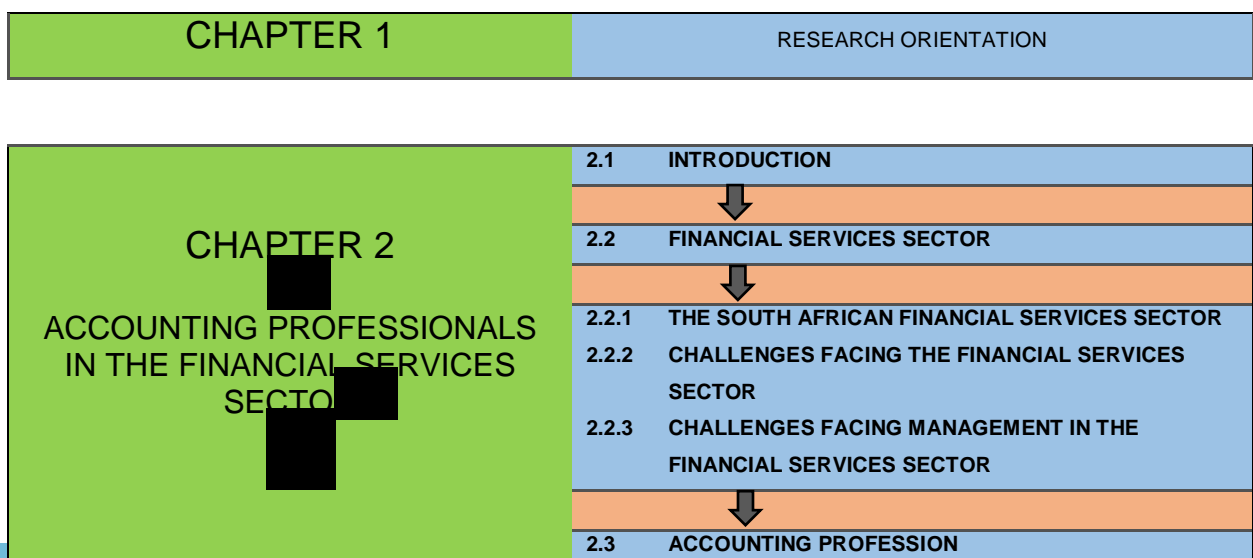 CHAPTER 1
RESEARCH ORIENTATION
CHAPTER 2
ACCOUNTING PROFESSIONALS
IN THE FINANCIAL SERVICES
2.1 INTRODUCTION
2.2 FINANCIAL SERVICES SECTOR
2.2.1 THE SOUTH AFRICAN FINANCIAL SERVICES SECTOR
2.2.2 CHALLENGES FACING THE FINANCIAL SERVICES
SECTOR
2.2.3 CHALLENGES FACING MANAGEMENT IN THE
FINANCIAL SERVICES SECTOR
2.3 ACCOUNTING PROFESSION